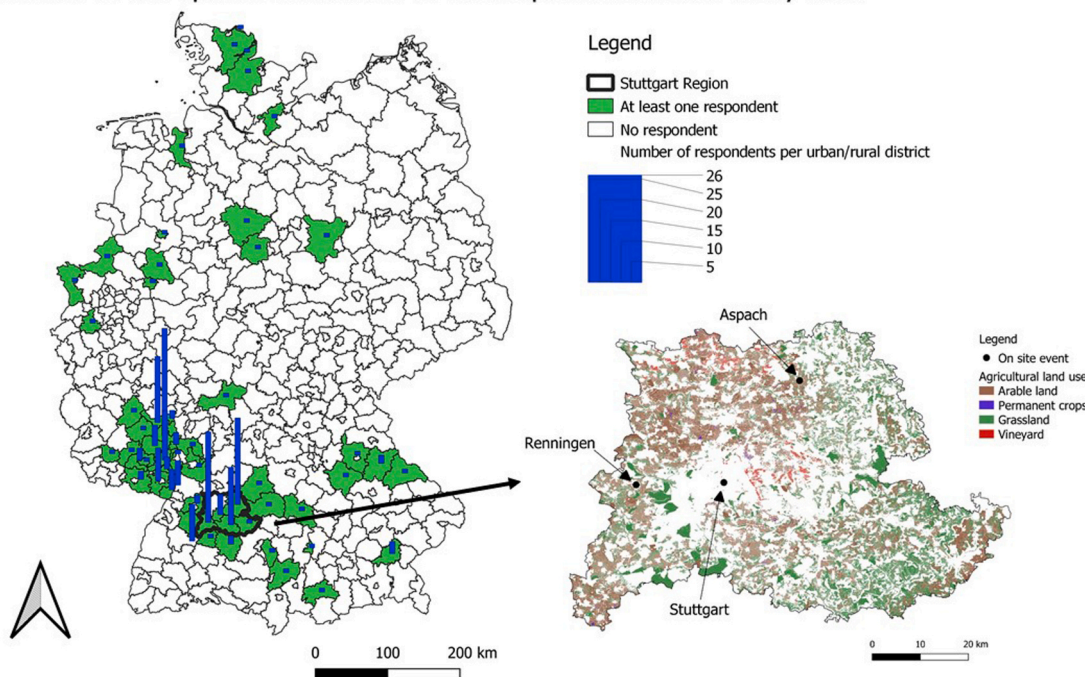 Legend
Stuttgart Region
At least one respondent
No respondent
Number of respondents per urban/rural district
26
25
20
15
10
5
Aspach
Renningen
Stuttgart
Legend
On site event
Agricultural land use
Arable land
Permanent crops
Grassland
Vineyard
0 100 200 km
0 10 20 km